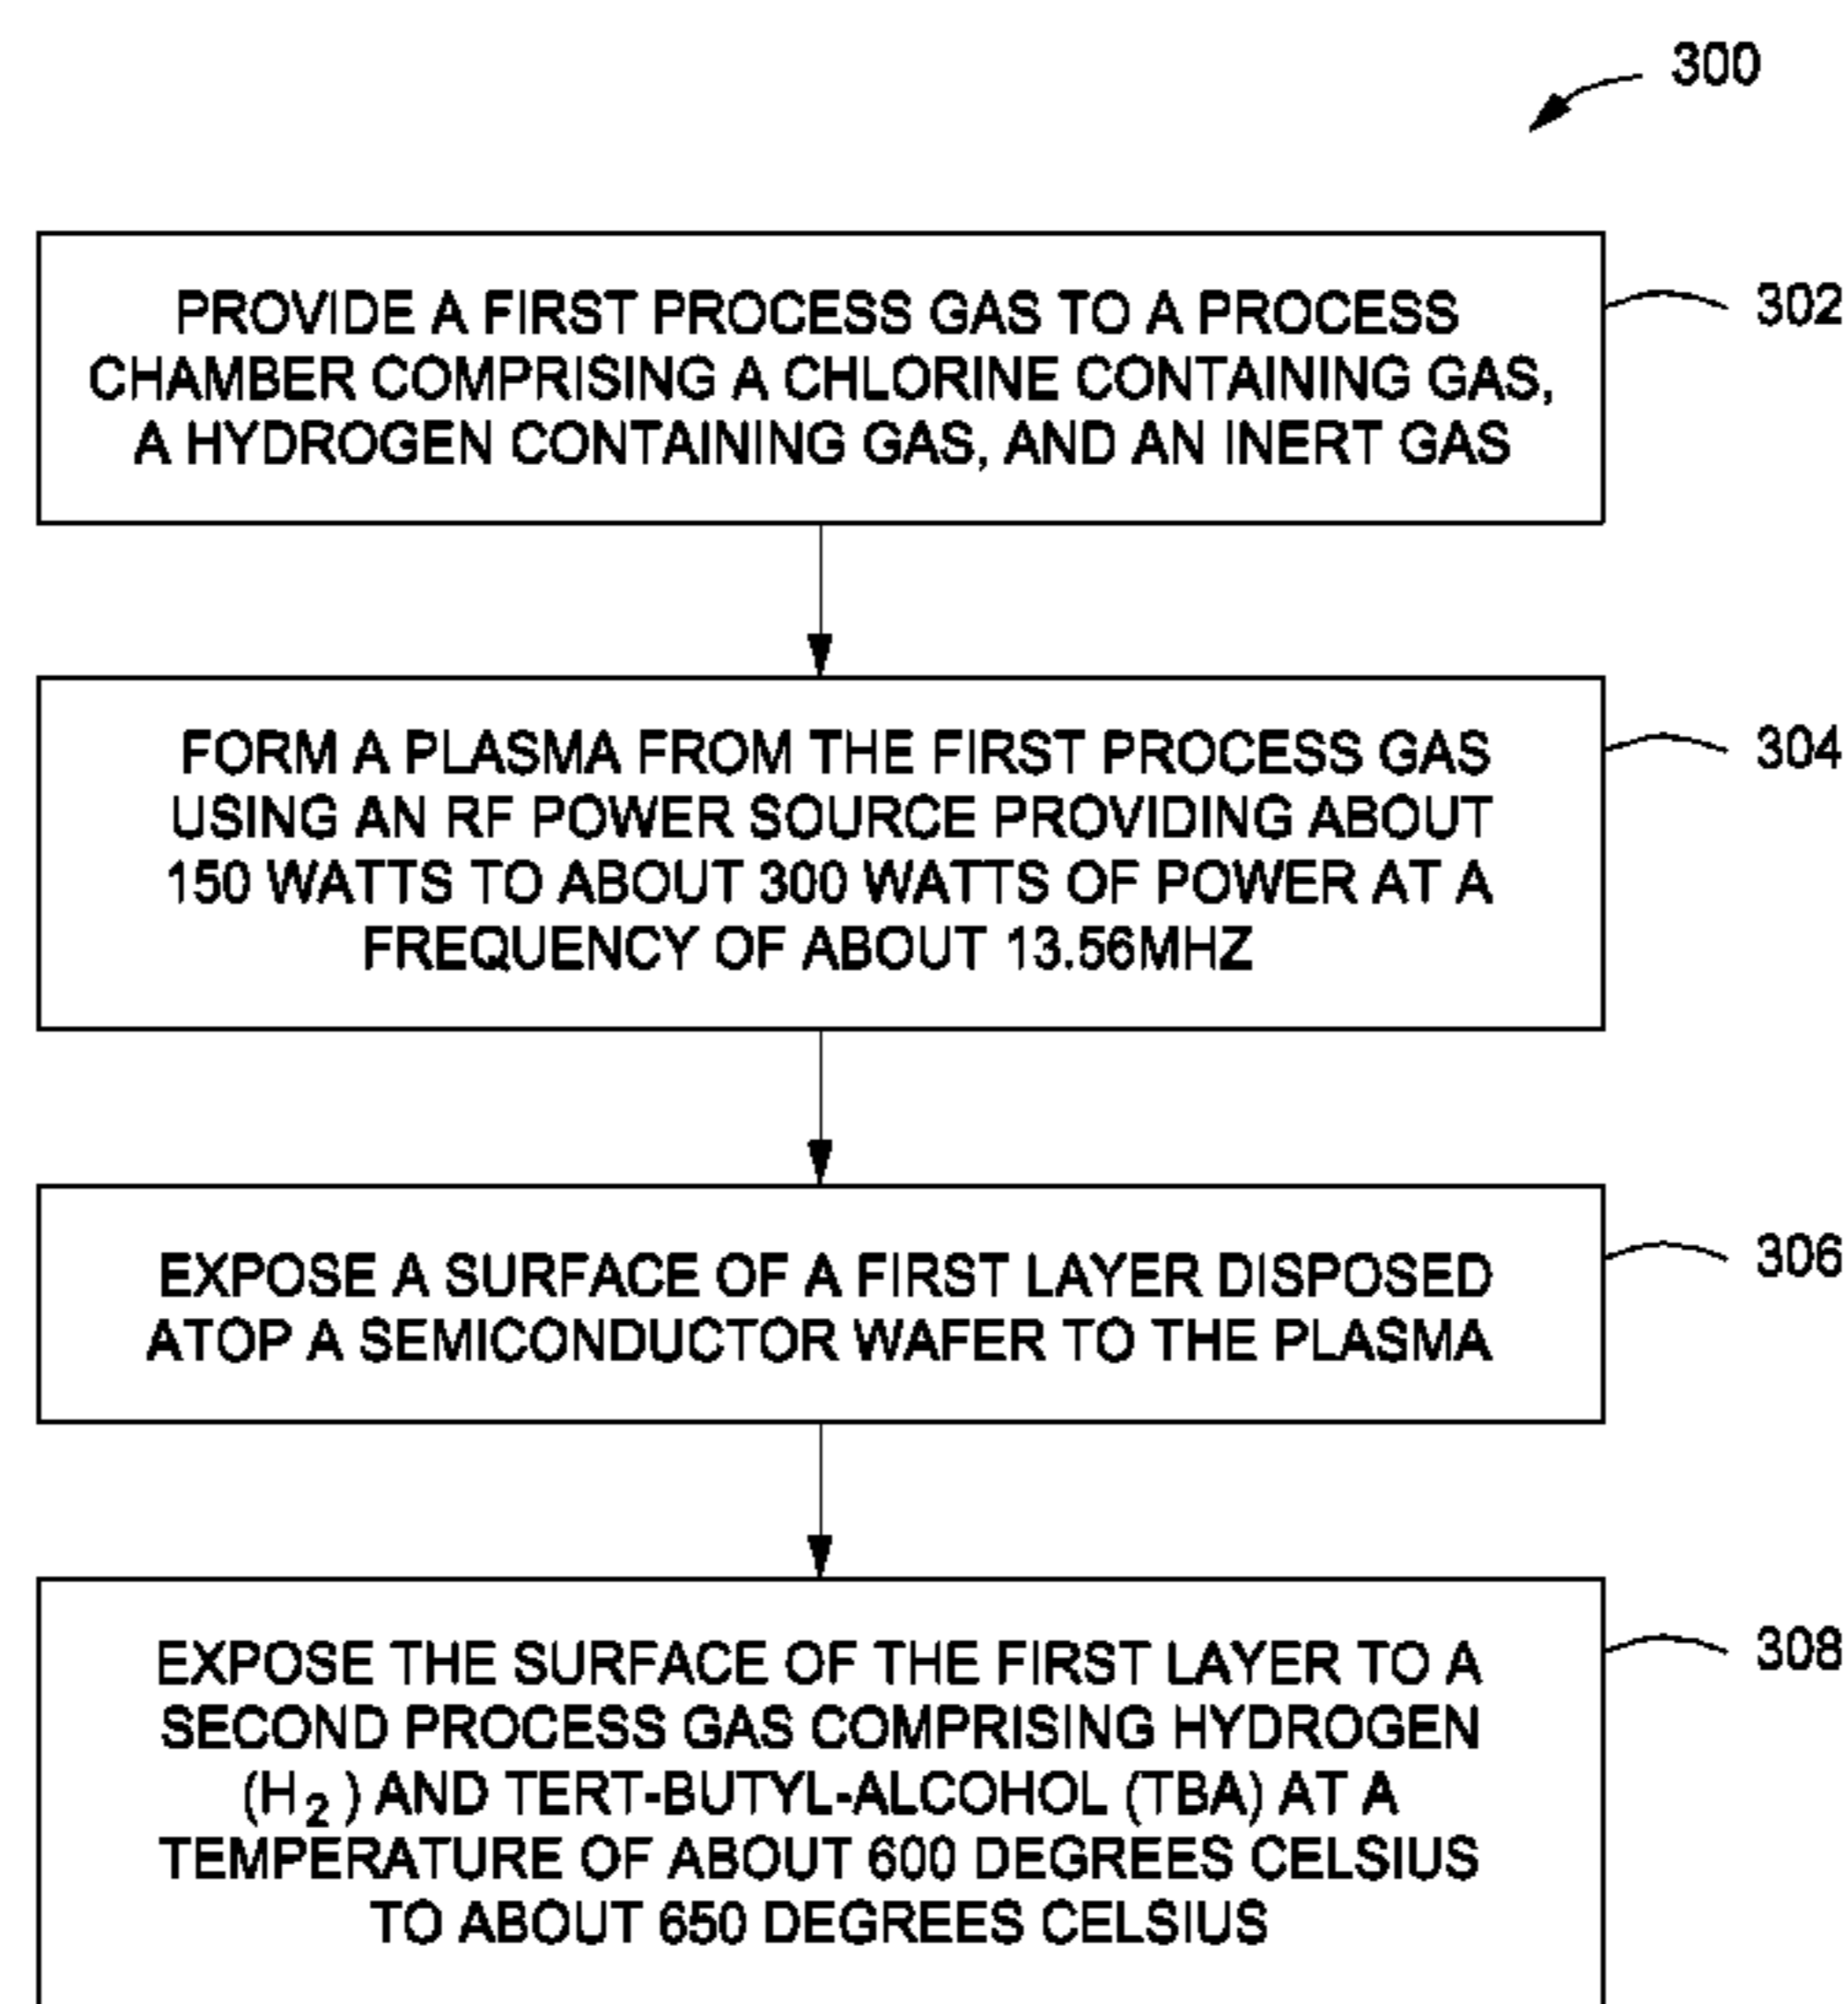 300
PROVIDE A FIRST PROCESS GAS TO A PROCESS
CHAMBER COMPRISING A CHLORINE CONTAINING GAS,
A HYDROGEN CONTAINING GAS, AND AN INERT GAS
302
FORM A PLASMA FROM THE FIRST PROCESS GAS
USING AN RF POWER SOURCE PROVIDING ABOUT
150 WATTS TO ABOUT 300 WATTS OF POWER AT A
FREQUENCY OF ABOUT 13.56MHZ
304
EXPOSE A SURFACE OF A FIRST LAYER DISPOSED
ATOP A SEMICONDUCTOR WAFER TO THE PLASMA
306
EXPOSE THE SURFACE OF THE FIRST LAYER TO A
SECOND PROCESS GAS COMPRISING HYDROGEN
(H₂) AND TERT-BUTYL-ALCOHOL (TBA) AT A
TEMPERATURE OF ABOUT 600 DEGREES CELSIUS
TO ABOUT 650 DEGREES CELSIUS
308